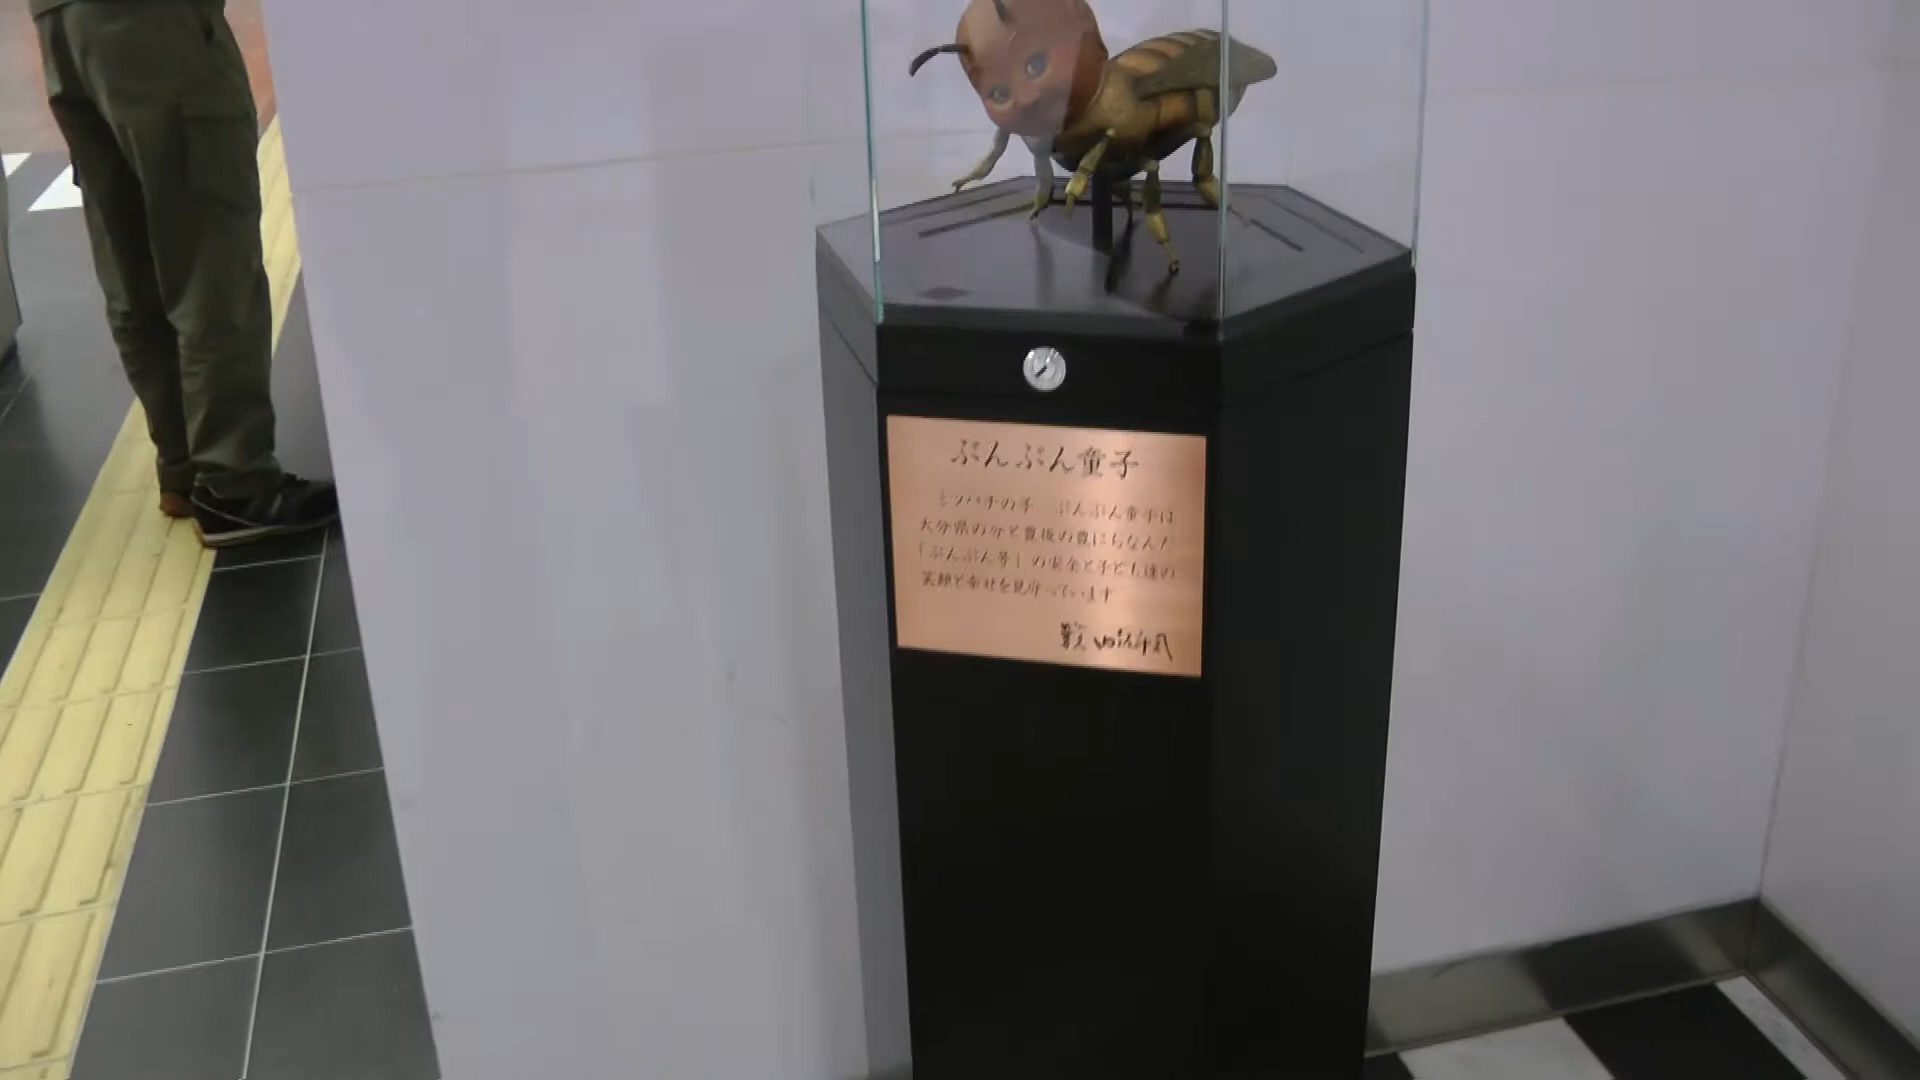 ぶんぶん童子
ミツバチの子 ぶんぶん童子は
大分県の分と豊後の豊にちなんだ
「ぶんぶん号」の安全と子ども達の
笑顔と幸せを見守っています